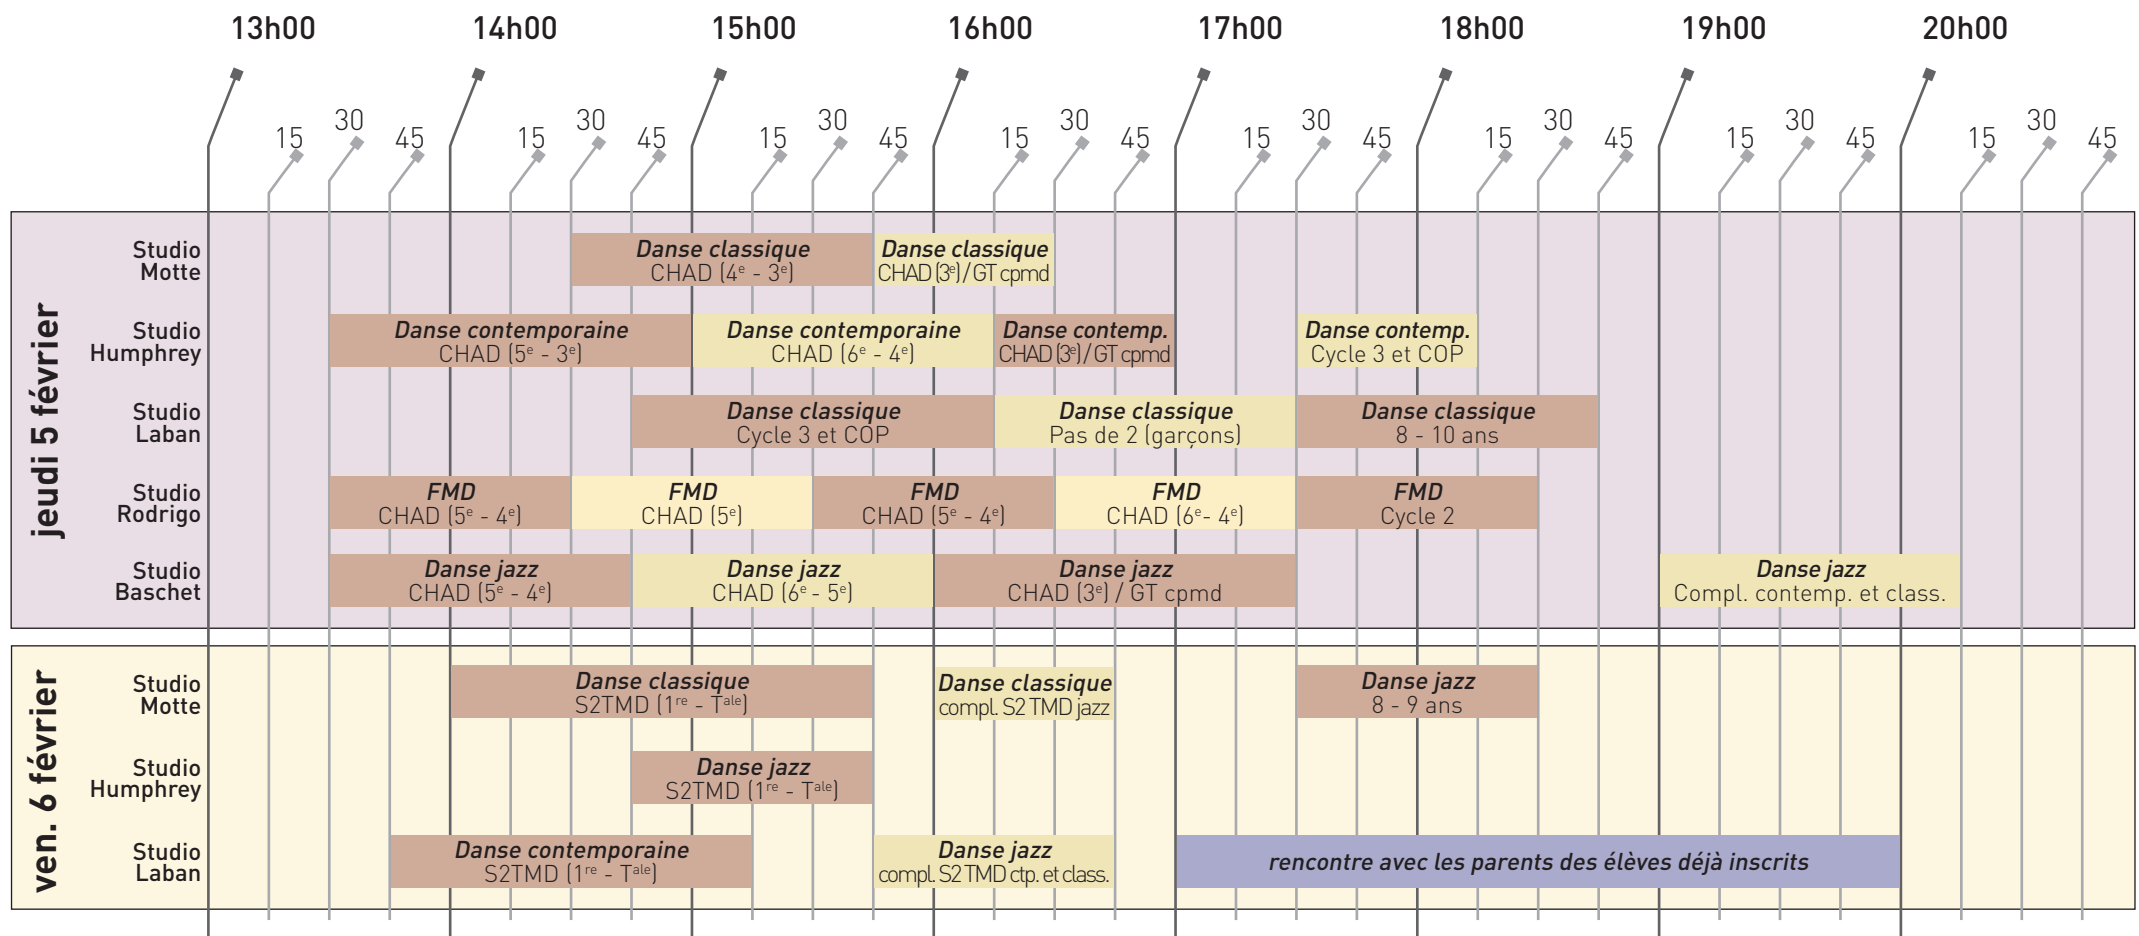 13h00 14h00 15h00 16h00 17h00 18h00 19h00 20h00
15 30 45 15 30 45 15 30 45 15 30 45 15 30 45 15 30 45 15 30 45 15 30 45
jeudi 5 février
Studio
Motte
Danse classique
CHAD (4e - 3e)
Danse classique
CHAD (3e) / GT cpmd
Studio
Humphrey
Danse contemporaine
CHAD (5e - 3e)
Danse contemporaine
CHAD (6e - 4e)
Danse contemp.
CHAD (3e) / GT cpmd
Danse contemp.
Cycle 3 et COP
Studio
Laban
Danse classique
Cycle 3 et COP
Danse classique
Pas de 2 (garçons)
Danse classique
8 - 10 ans
Studio
Rodrigo
FMD
CHAD (5e - 4e)
FMD
CHAD (5e)
FMD
CHAD (5e - 4e)
FMD
CHAD (6e- 4e)
FMD
Cycle 2
Studio
Baschet
Danse jazz
CHAD (5e - 4e)
Danse jazz
CHAD (6e - 5e)
Danse jazz
CHAD (3e) / GT cpmd
Danse jazz
Compl. contemp. et class.
ven. 6 février
Studio
Motte
Danse classique
S2TMD (1re - Tale)
Danse classique
compl. S2 TMD jazz
Danse jazz
8 - 9 ans
Studio
Humphrey
Danse jazz
S2TMD (1re - Tale)
Studio
Laban
Danse contemporaine
S2TMD (1re - Tale)
Danse jazz
compl. S2 TMD ctp. et class.
rencontre avec les parents des élèves déjà inscrits